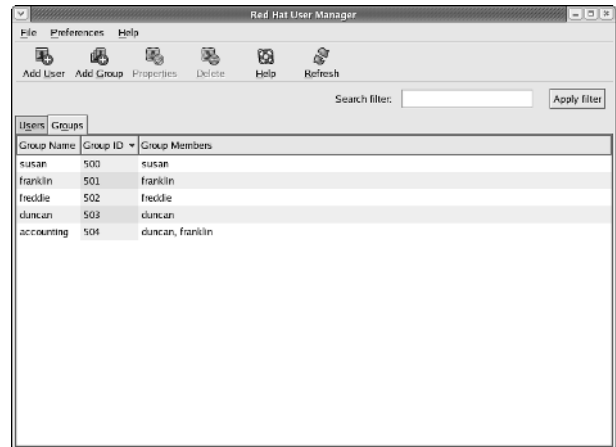 Red Hat User Manager
File Preferences Help
Add User Add Group Properties Delete Help Refresh
Search filter: Apply filter
Users Groups
Group Name Group ID Group Members
susan 500 susan
franklin 501 franklin
freddie 502 freddie
duncan 503 duncan
accounting 504 duncan, franklin